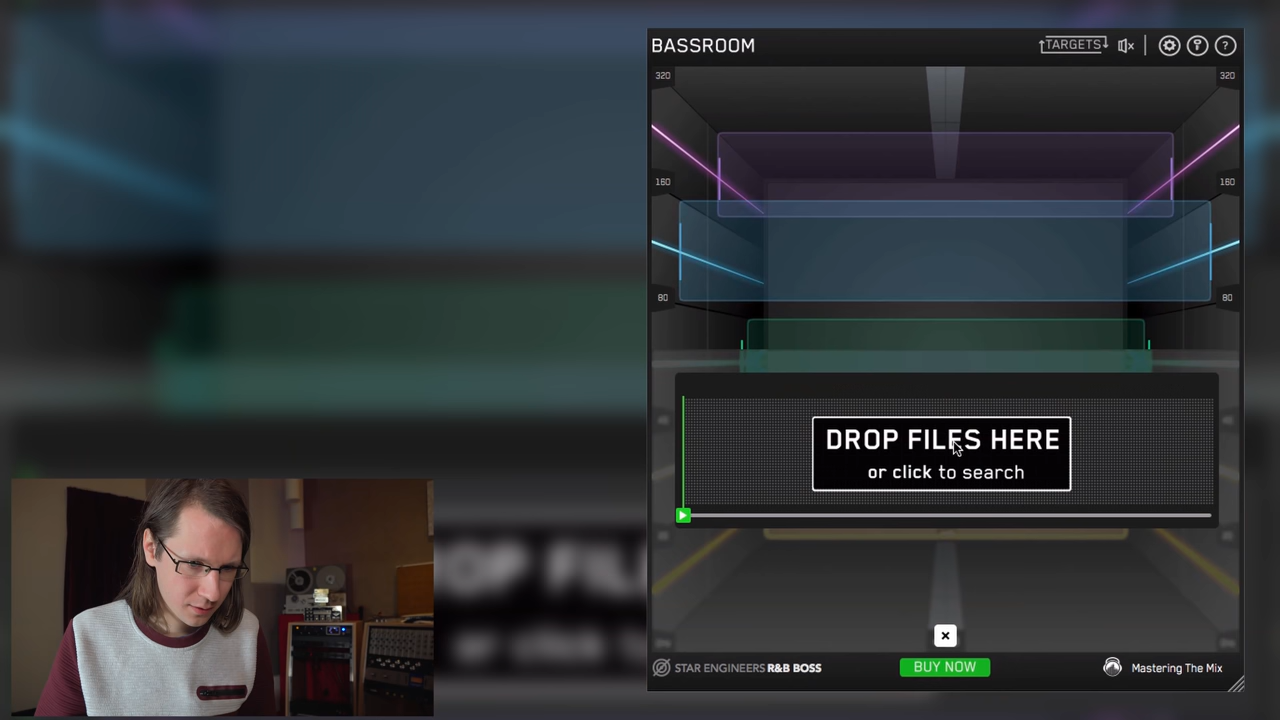 BASSROOM
TARGETS
?
320
320
160
160
80
80
DROP FILES HERE
or click to search
STAR ENGINEERS R&B BOSS
BUY NOW
Mastering The Mix